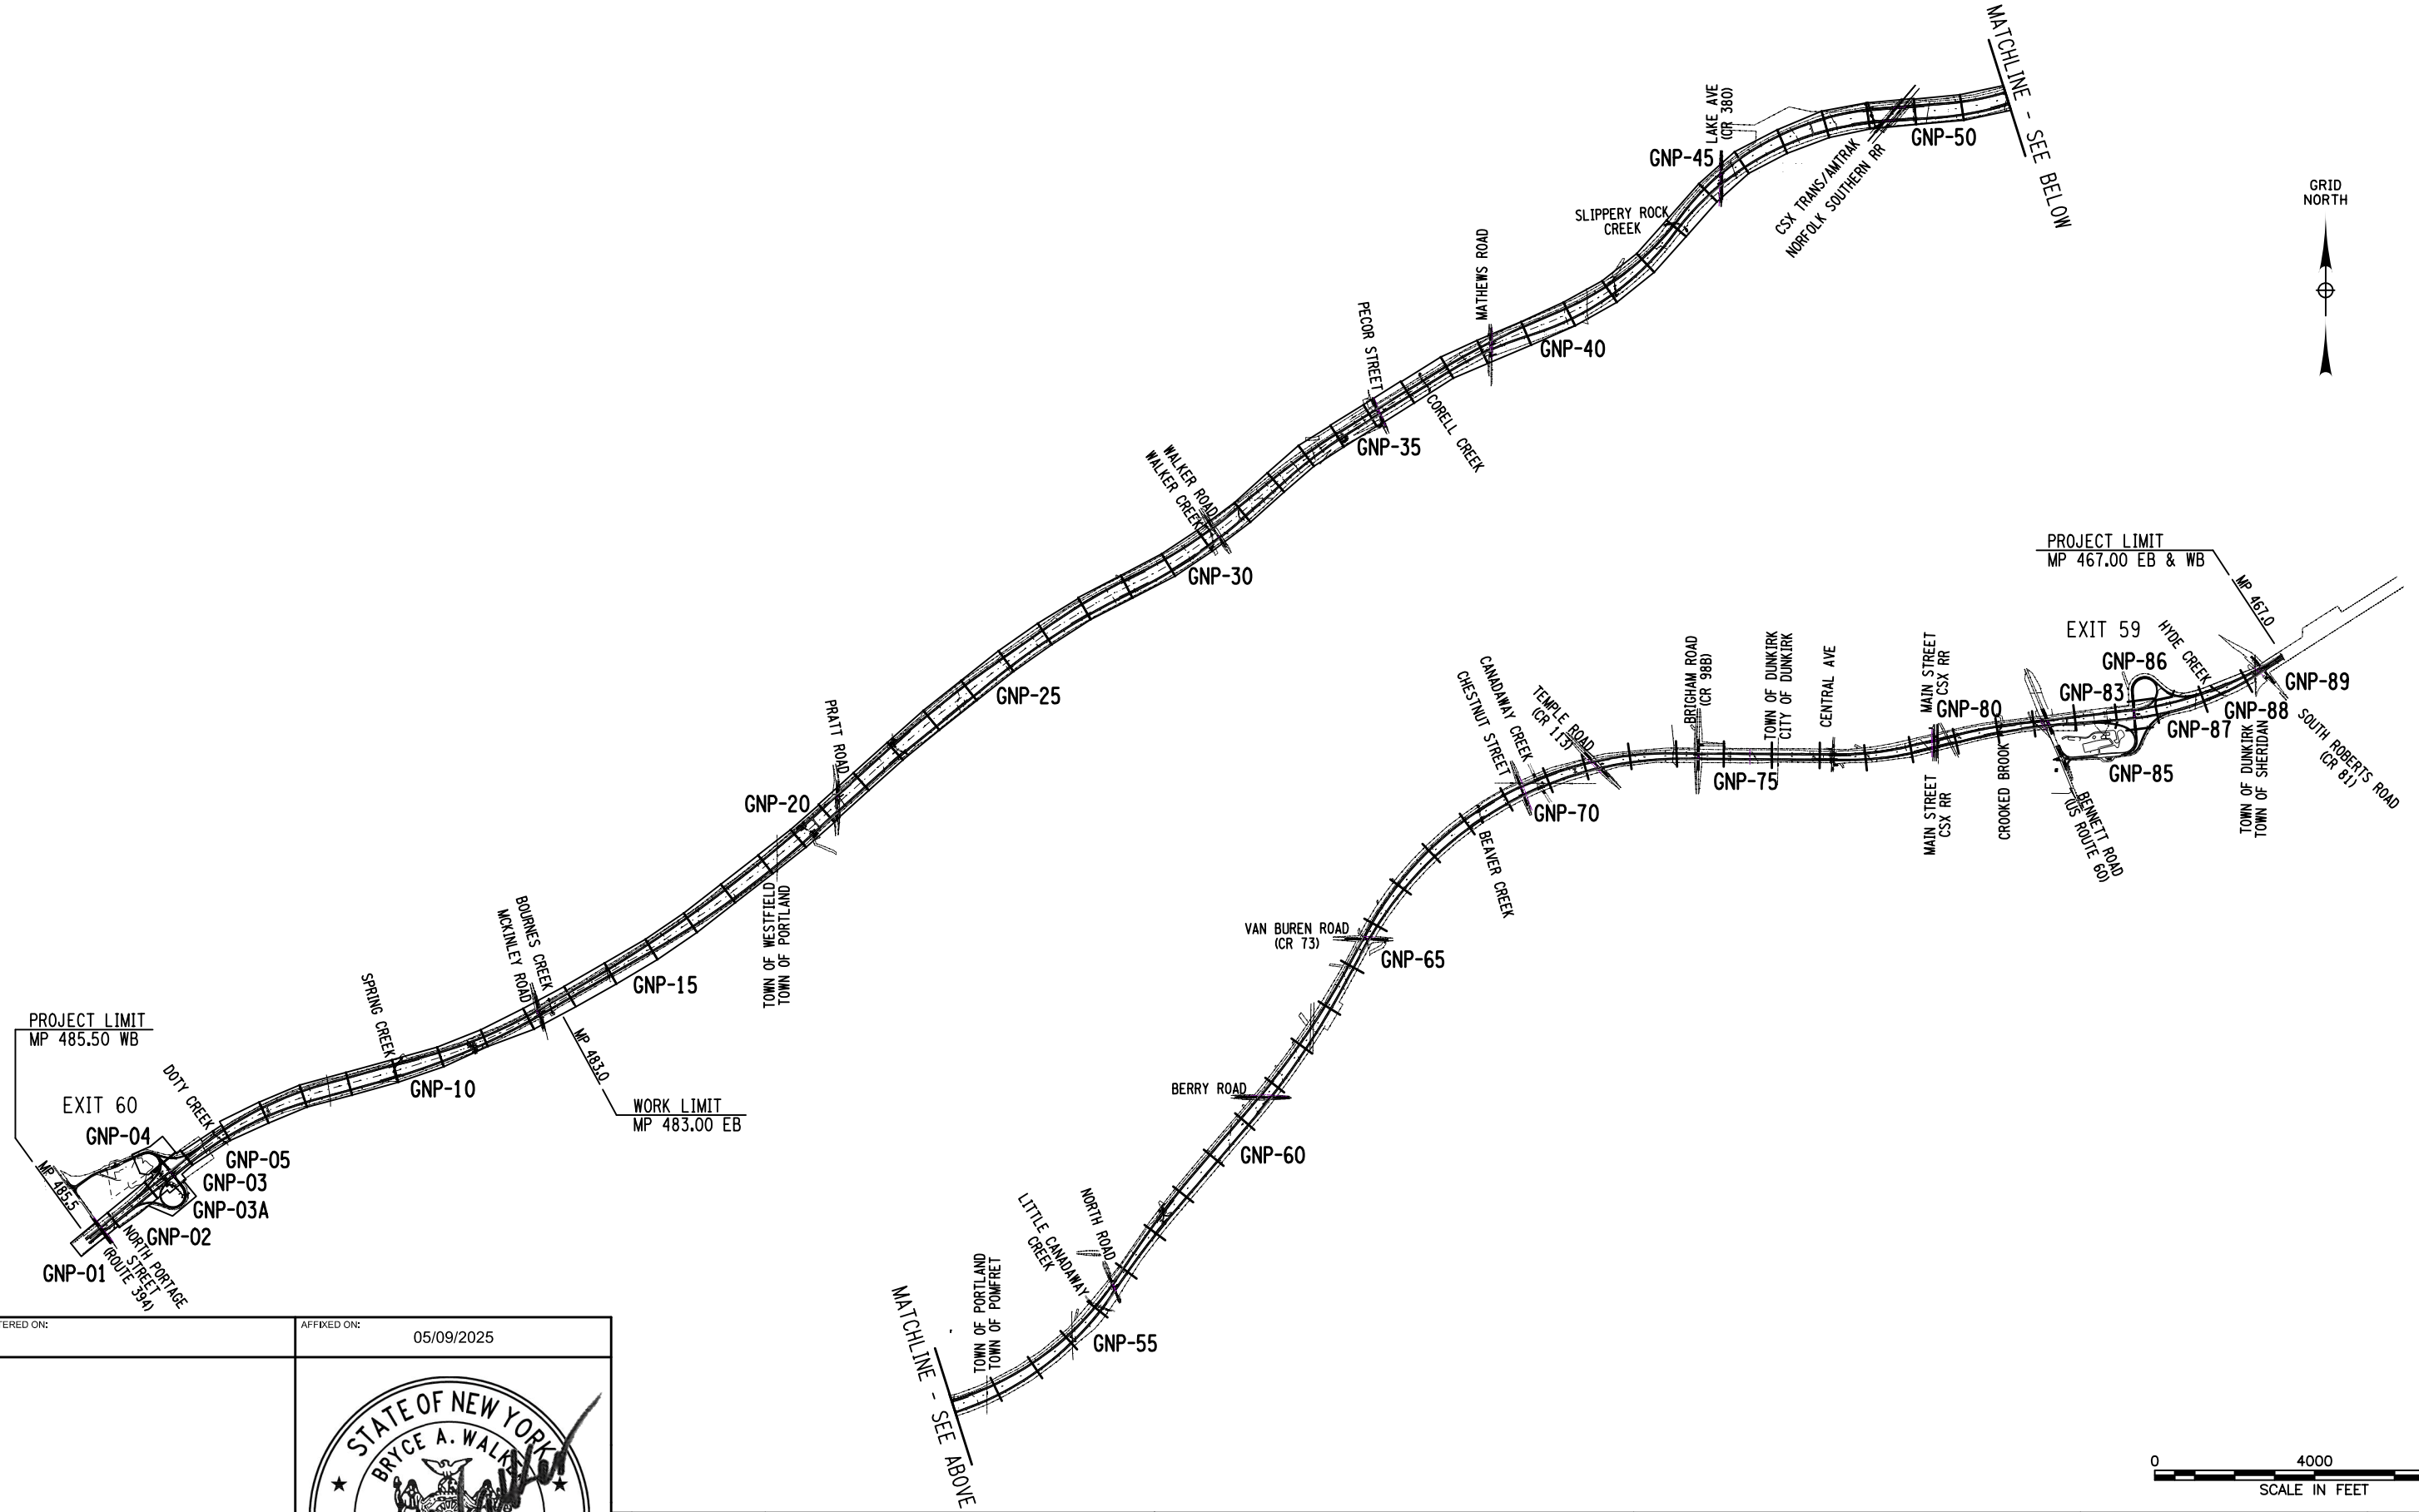 MATCHLINE - SEE BELOW
LAKE AVE
(CR 380)
GNP-45
GNP-50
CSX TRANS/AMTRAK
NORFOLK SOUTHERN RR
SLIPPERY ROCK
CREEK
GRID
NORTH
MATHEWS ROAD
GNP-40
PECOR STREET
CORELL CREEK
GNP-35
WALKER ROAD
WALKER CREEK
GNP-30
GNP-25
PRATT ROAD
GNP-20
TOWN OF WESTFIELD
TOWN OF PORTLAND
BOURNES CREEK
MCKINLEY ROAD
GNP-15
SPRING CREEK
GNP-10
MP 483.0
WORK LIMIT
MP 483.00 EB
PROJECT LIMIT
MP 485.50 WB
DOTY CREEK
EXIT 60
GNP-04
GNP-05
GNP-03
GNP-03A
GNP-02
GNP-01
MP 485.5
NORTH PORTAGE
STREET
(ROUTE 394)
PROJECT LIMIT
MP 467.00 EB & WB
MP 467.0
EXIT 59
HYDE CREEK
GNP-86
GNP-83
GNP-89
GNP-88
GNP-87
GNP-85
SOUTH ROBERTS ROAD
(CR 81)
TOWN OF DUNKIRK
TOWN OF SHERIDAN
BENNETT ROAD
(US ROUTE 60)
CROOKED BROOK
MAIN STREET
CSX RR
GNP-80
MAIN STREET
CSX RR
CENTRAL AVE
TOWN OF DUNKIRK
CITY OF DUNKIRK
BRIGHAM ROAD
(CR 98B)
GNP-75
TEMPLE ROAD
(CR 113)
CANADAWAY CREEK
CHESTNUT STREET
GNP-70
BEAVER CREEK
VAN BUREN ROAD
(CR 73)
GNP-65
BERRY ROAD
GNP-60
NORTH ROAD
LITTLE CANADAWAY
CREEK
GNP-55
TOWN OF PORTLAND
TOWN OF POMFRET
MATCHLINE - SEE ABOVE
TERED ON:
AFFIXED ON:
05/09/2025
STATE OF NEW YORK
BRYCE A. WALKE
0 4000
SCALE IN FEET